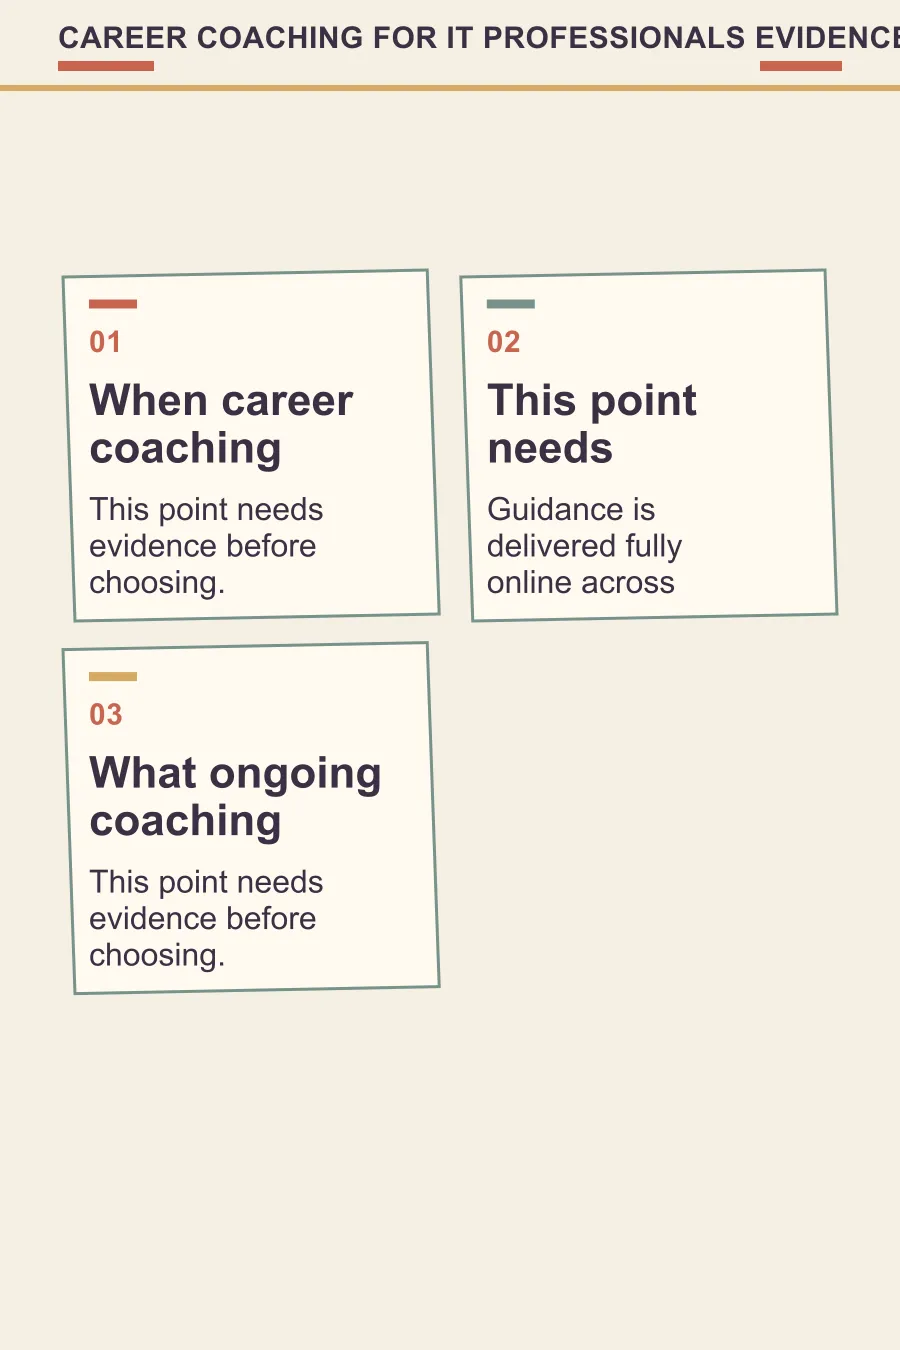 CAREER COACHING FOR IT PROFESSIONALS EVIDENCE
01
When career
coaching
This point needs
evidence before
choosing.
02
This point
needs
Guidance is
delivered fully
online across
03
What ongoing
coaching
This point needs
evidence before
choosing.